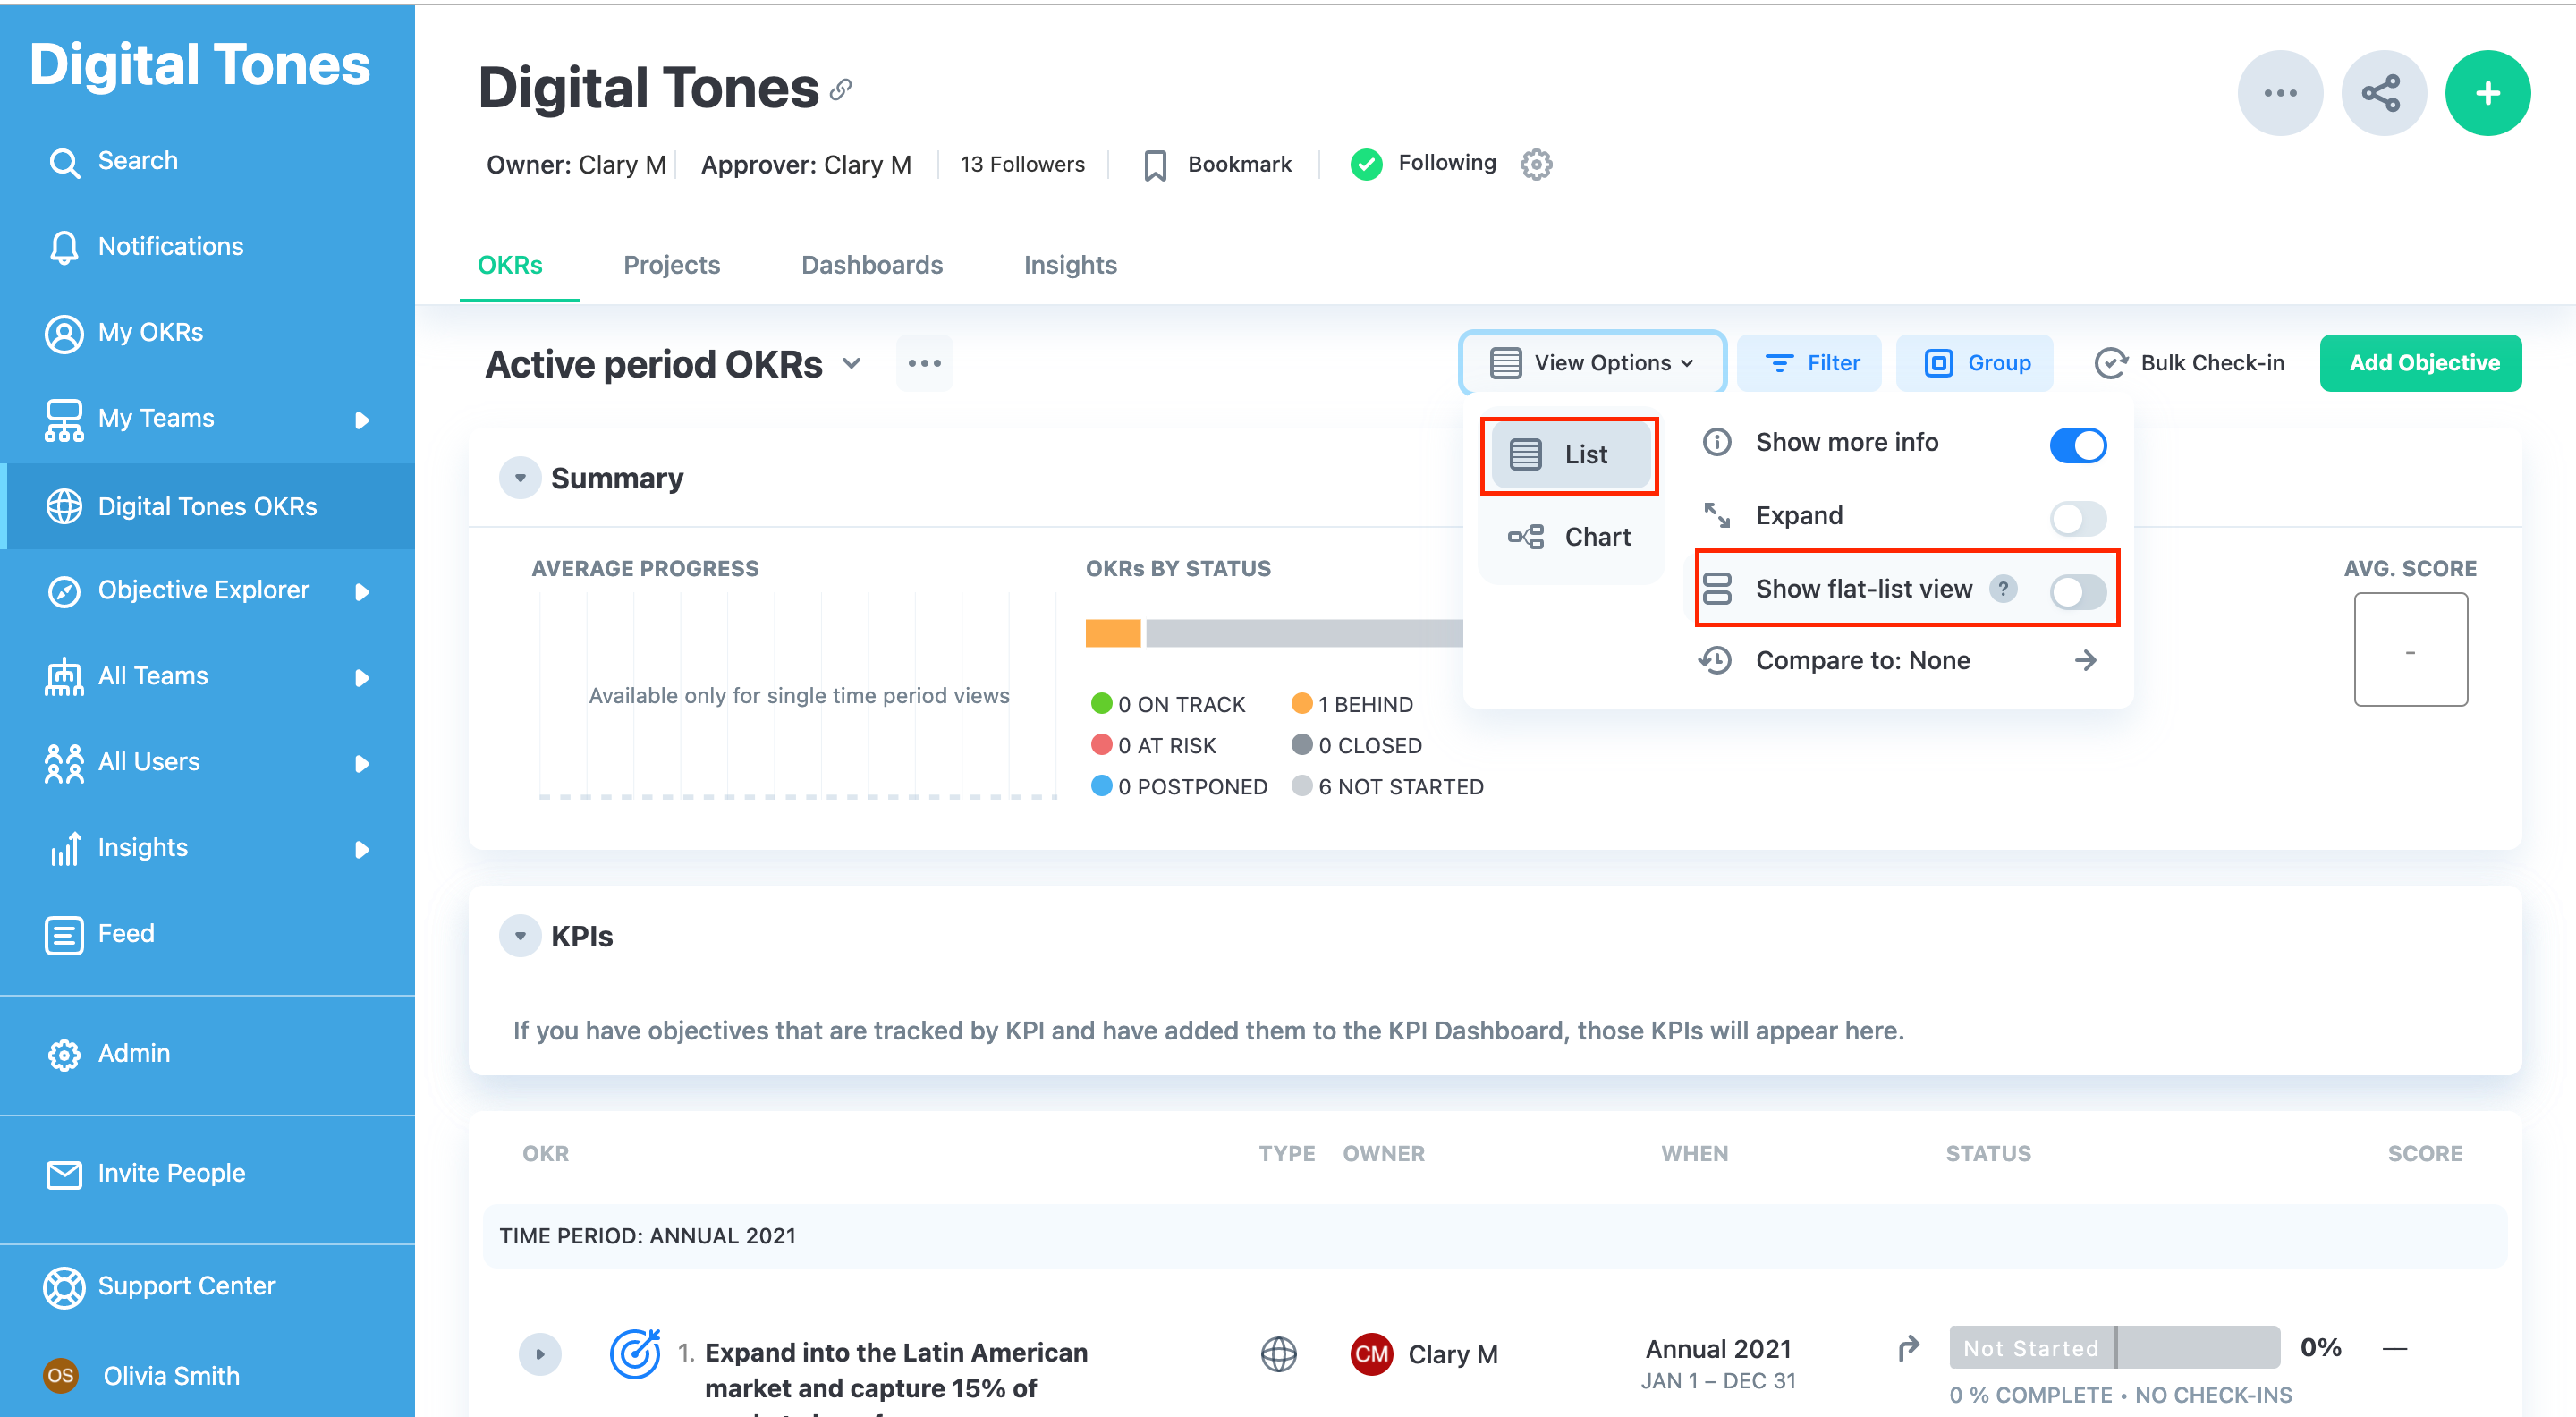 Digital Tones
Search
Notifications
My OKRs
My Teams
Digital Tones OKRs
Objective Explorer
All Teams
All Users
Insights
Feed
Admin
Invite People
Support Center
OS Olivia Smith
Digital Tones
Owner: Clary M Approver: Clary M 13 Followers Bookmark Following
OKRs Projects Dashboards Insights
Active period OKRs View Options Filter Group Bulk Check-in Add Objective
List
Chart
Show more info
Expand
Show flat-list view ?
Compare to: None
Summary
AVERAGE PROGRESS
Available only for single time period views
OKRs BY STATUS
0 ON TRACK 1 BEHIND
0 AT RISK 0 CLOSED
0 POSTPONED 6 NOT STARTED
AVG. SCORE
-
KPIs
If you have objectives that are tracked by KPI and have added them to the KPI Dashboard, those KPIs will appear here.
OKR TYPE OWNER WHEN STATUS SCORE
TIME PERIOD: ANNUAL 2021
1. Expand into the Latin American
market and capture 15% of
CM Clary M
Annual 2021
JAN 1 – DEC 31
Not Started 0% —
0 % COMPLETE • NO CHECK-INS